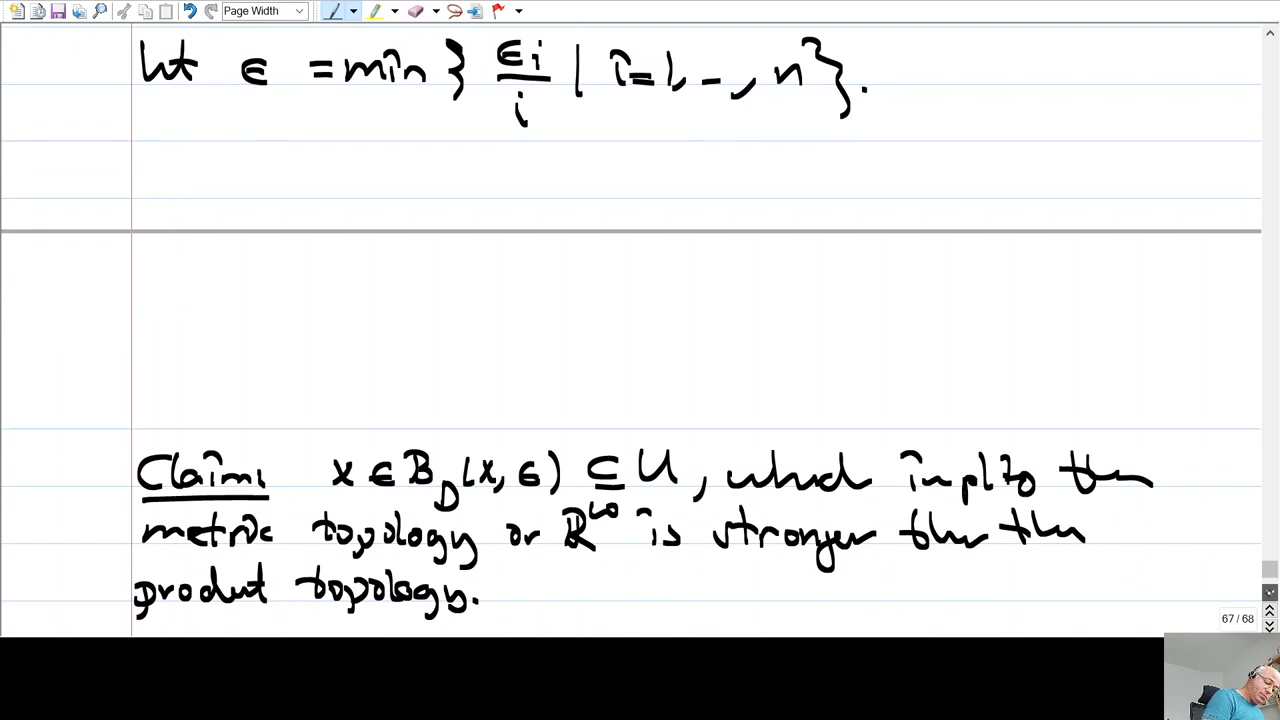 Page Width
let ϵ = min { ϵi/i | i=1, -, n }.
Claim: x ∈ B_D(x, ϵ) ⊆ U, which implies the
metric topology on ℝ^ω is stronger than the
product topology.
67 / 68